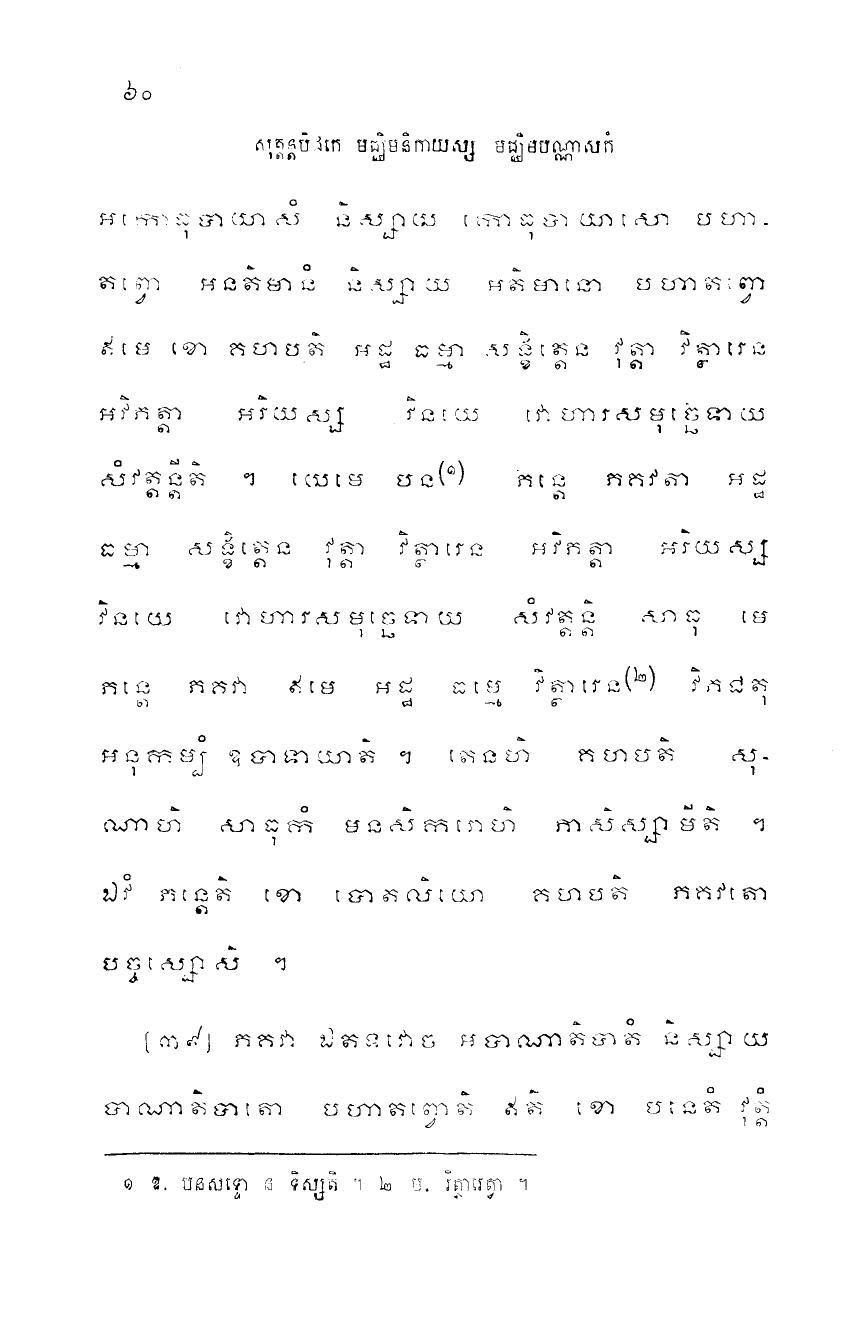 ៦០
សុត្តន្តបិដកេ មជ្ឈិមនិកាយស្ស មជ្ឈិមបណ្ណាសកំ
អក្កោធុបាយាសំ និស្សាយ កោធុបាយាសោ បហា-
តព្វោ អនតិមានំ និស្សាយ អតិមានោ បហាតព្វោ
ឥមេ ខោ គហបតិ អដ្ឋ ធម្មា សង្ខិត្តេន វុត្តា វិត្ថារេន
អវិភត្តា អរិយស្ស វិនយេ វោហារសមុច្ឆេទាយ
សំវត្តន្តីតិ ។ យេមេ បន(១) ភន្តេ ភគវតា អដ្ឋ
ធម្មា សង្ខិត្តេន វុត្តា វិត្ថារេន អវិភត្តា អរិយស្ស
វិនយេ វោហារសមុច្ឆេទាយ សំវត្តន្តិ សាធុ មេ
ភន្តេ ភគវា ឥមេ អដ្ឋ ធម្មេ វិត្ថារេន(២) វិភជតុ
អនុកម្បំ ឧបាទាយាតិ ។ តេនហិ គហបតិ សុ-
ណាហិ សាធុកំ មនសិករោហិ ភាសិស្សាមីតិ ។
ឯវំ ភន្តេតិ ខោ បោតលិយោ គហបតិ ភគវតោ
បច្ចស្សោសិ ។
[៣៩] ភគវា ឯតទវោច អបាណាតិបាតំ និស្សាយ
បាណាតិបាតោ បហាតព្វោតិ ឥតិ ខោ បនេតំ វុត្តំ
១ ឱ. បនសទ្ទោ ន ទិស្សតិ ។ ២ ឱ. វិត្ថារេត្វា ។